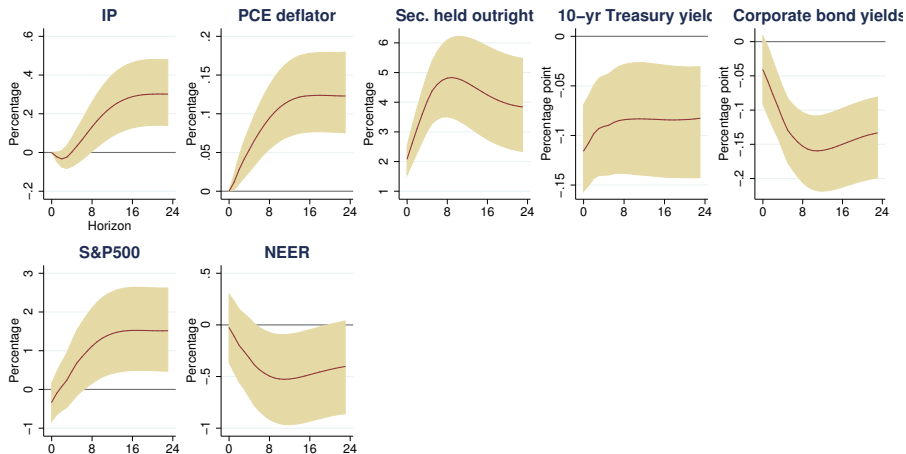 IP
PCE deflator
Sec. held outright
10−yr Treasury yield
Corporate bond yields
Percentage
.6
.4
.2
0
−.2
0 8 16 24
Horizon
Percentage
.2
.15
.1
.05
0
0 8 16 24
Percentage
6
5
4
3
2
1
0 8 16 24
Percentage point
0
−.05
−.1
−.15
0 8 16 24
Percentage point
0
−.05
−.1
−.15
−.2
0 8 16 24
S&P500
NEER
Percentage
3
2
1
0
−1
0 8 16 24
Percentage
.5
0
−.5
−1
0 8 16 24